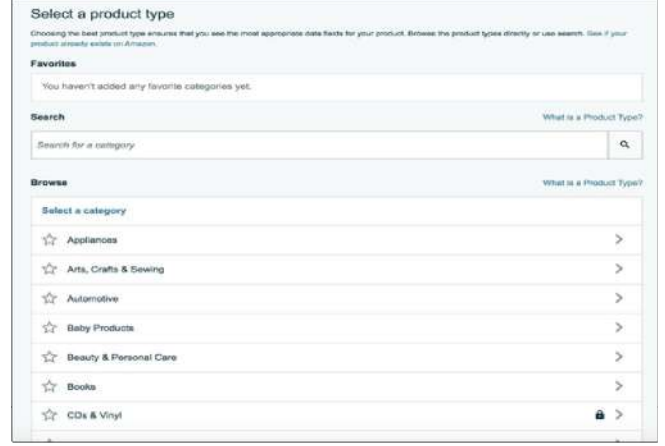 Select a product type
Choosing the best product type ensures that you see the most appropriate data fields for your product. Browse the product types directly or use search. See if your
product already exists on Amazon.
Favorites
You haven't added any favorite categories yet.
Search
What is a Product Type?
Search for a category
Browse
What is a Product Type?
Select a category
Appliances
Arts, Crafts & Sewing
Automotive
Baby Products
Beauty & Personal Care
Books
CDs & Vinyl